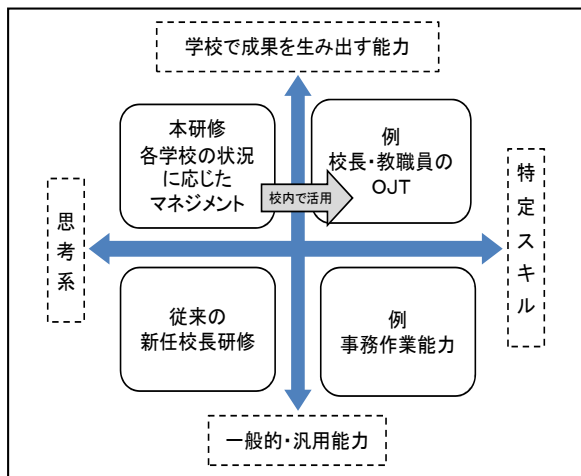 学校で成果を生み出す能力
本研修
各学校の状況
に応じた
マネジメント
校内で活用
例
校長・教職員の
OJT
思考系
特定スキル
従来の
新任校長研修
例
事務作業能力
一般的・汎用能力